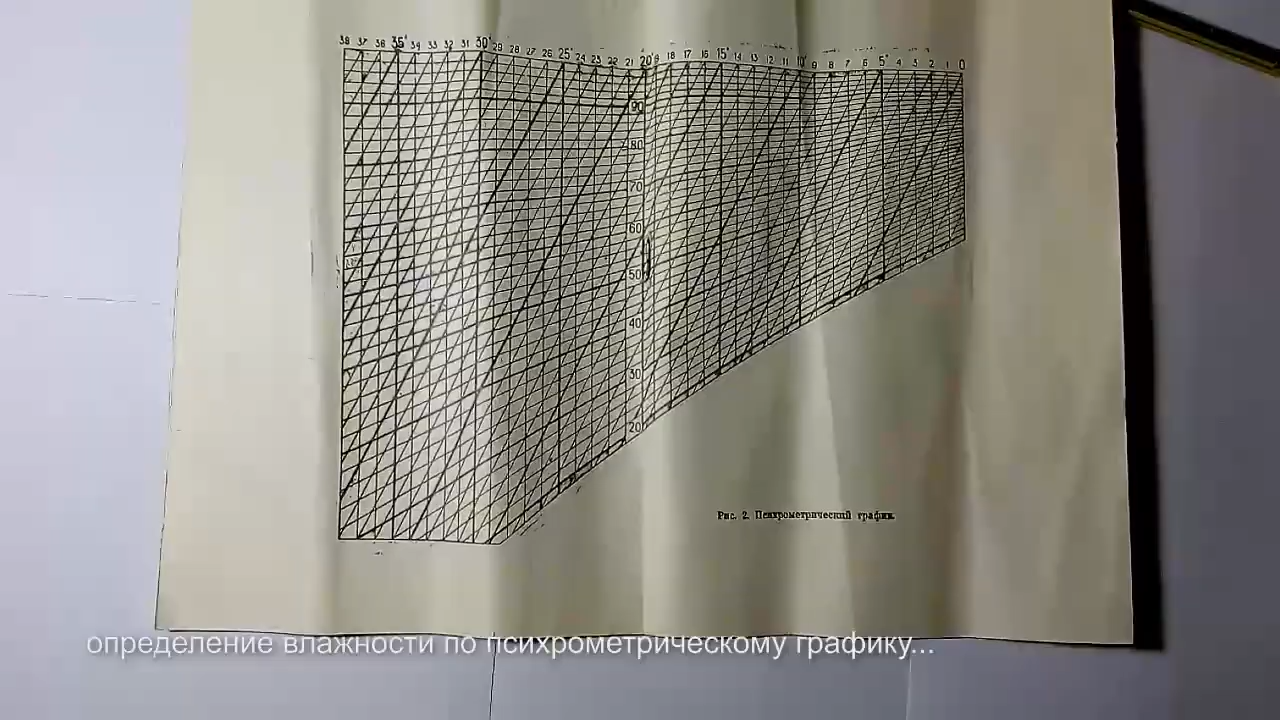 38 37 36 35° 34 33 32 31 30° 29 28 27 26 25° 24 23 22 21 20° 19 18 17 16 15° 14 13 12 11 10° 9 8 7 6 5° 4 3 2 1 0
90
80
70
60
50
40
30
20
Рис. 2. Психрометрический график.
определение влажности по психрометрическому графику...